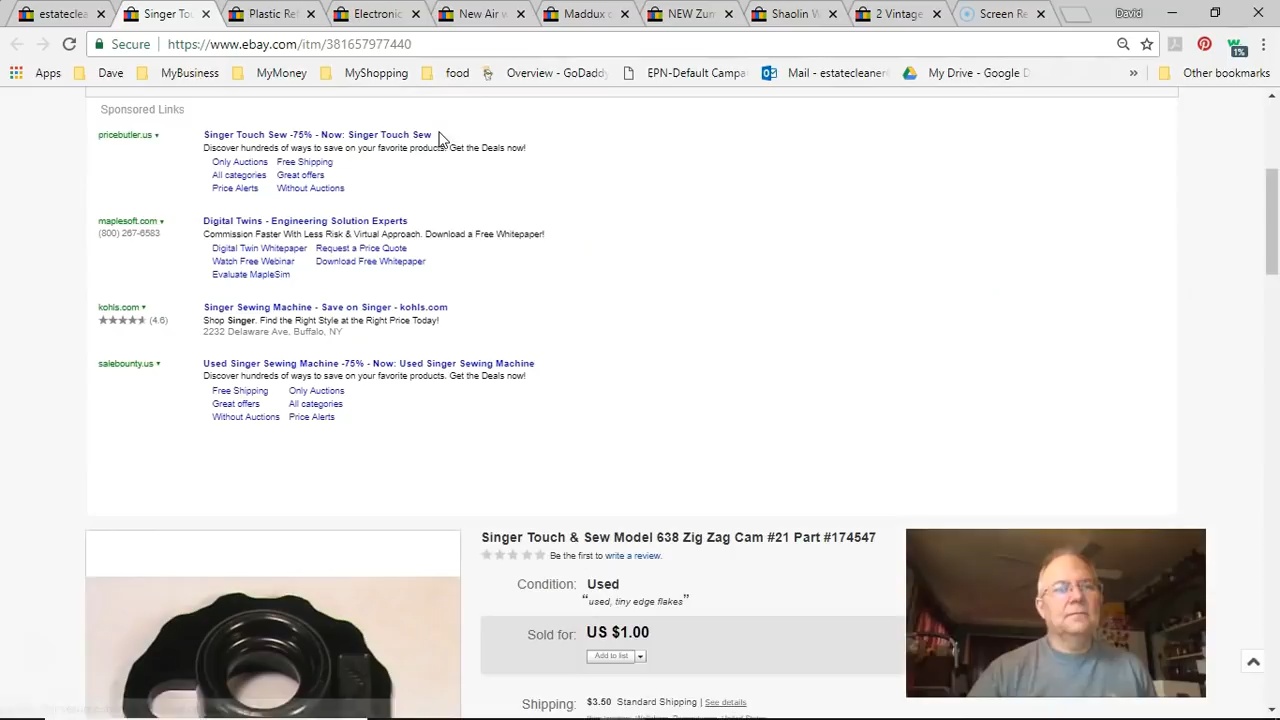 estateclea
Singer To
Plastic Re
Electronic
New Air v
Maddux
NEW Zum
Shaolin W
2 Vintage
Screen Re
David
Secure https://www.ebay.com/itm/381657977440
1%
Apps Dave MyBusiness MyMoney MyShopping food Overview - GoDaddy EPN-Default Campa Mail - estatecleaner My Drive - Google D » Other bookmarks
Sponsored Links
pricebutler.us
Singer Touch Sew -75% - Now: Singer Touch Sew
Discover hundreds of ways to save on your favorite products. Get the Deals now!
Only Auctions Free Shipping
All categories Great offers
Price Alerts Without Auctions
maplesoft.com
(800) 267-6583
Digital Twins - Engineering Solution Experts
Commission Faster With Less Risk & Virtual Approach. Download a Free Whitepaper!
Digital Twin Whitepaper Request a Price Quote
Watch Free Webinar Download Free Whitepaper
Evaluate MapleSim
kohls.com
(4.6)
Singer Sewing Machine - Save on Singer - kohls.com
Shop Singer. Find the Right Style at the Right Price Today!
2232 Delaware Ave, Buffalo, NY
salebounty.us
Used Singer Sewing Machine -75% - Now: Used Singer Sewing Machine
Discover hundreds of ways to save on your favorite products. Get the Deals now!
Free Shipping Only Auctions
Great offers All categories
Without Auctions Price Alerts
Singer Touch & Sew Model 638 Zig Zag Cam #21 Part #174547
Be the first to write a review.
Condition: Used
“used, tiny edge flakes”
Sold for: US $1.00
Add to list
Shipping: $3.50 Standard Shipping | See details